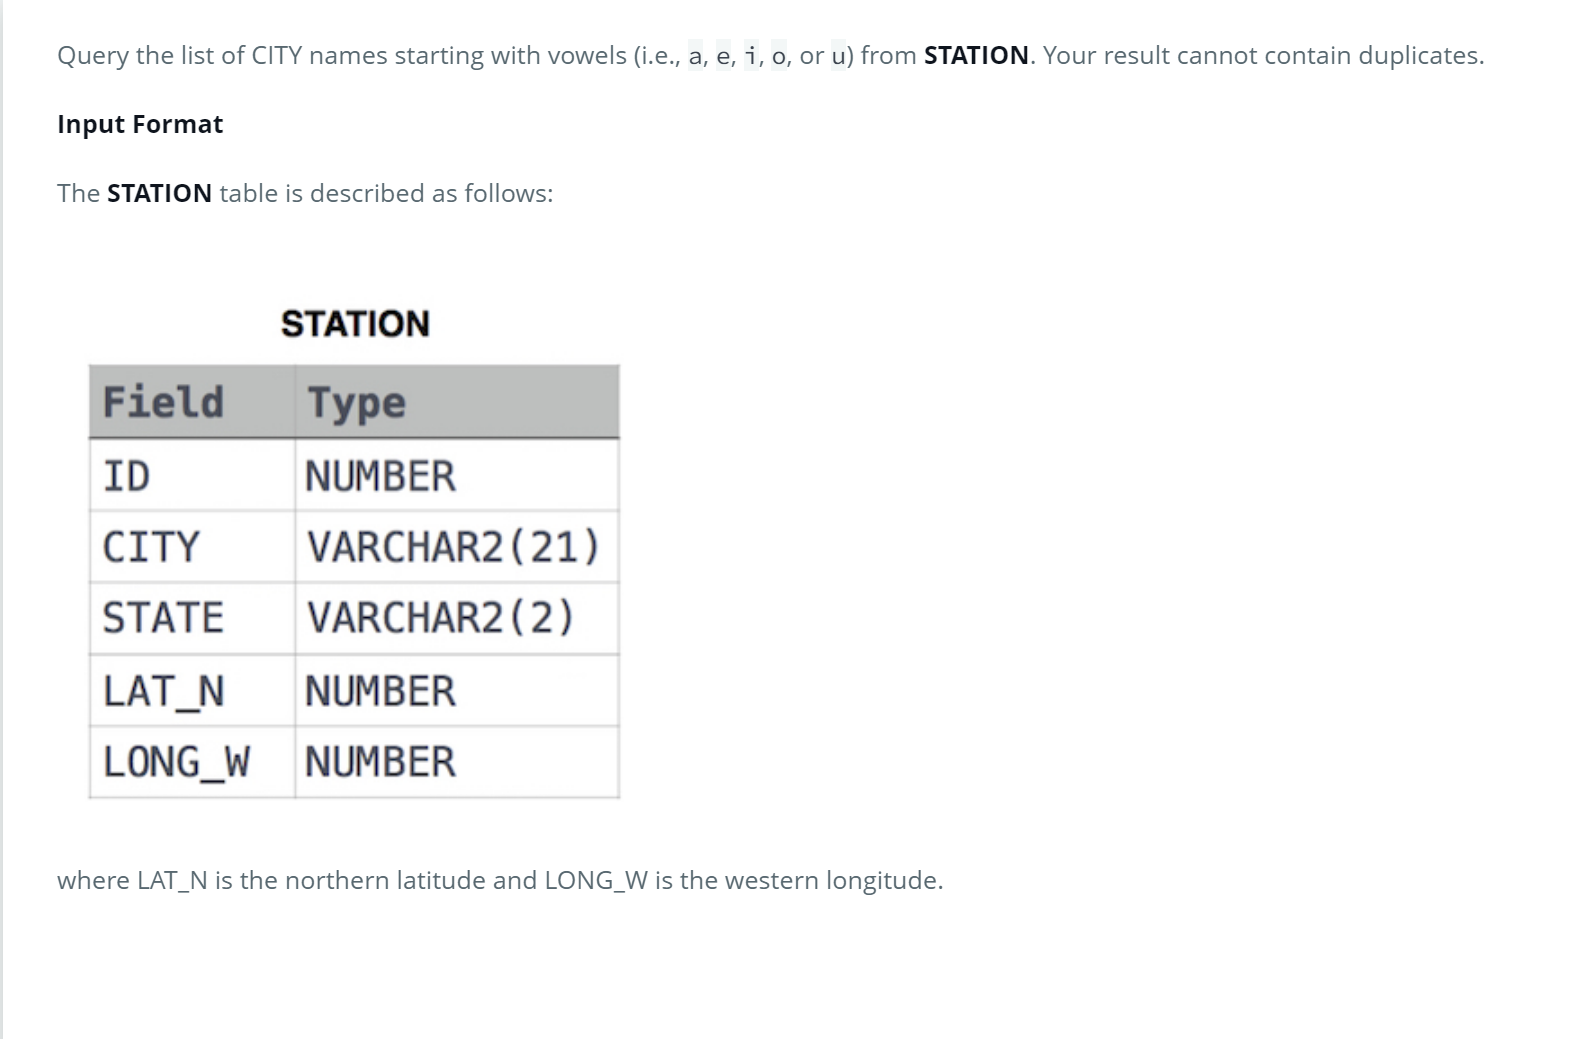 Query the list of CITY names starting with vowels (i.e., a, e, i, o, or u) from STATION. Your result cannot contain duplicates.
Input Format
The STATION table is described as follows:
STATION
Field Type
ID NUMBER
CITY VARCHAR2(21)
STATE VARCHAR2(2)
LAT_N NUMBER
LONG_W NUMBER
where LAT_N is the northern latitude and LONG_W is the western longitude.